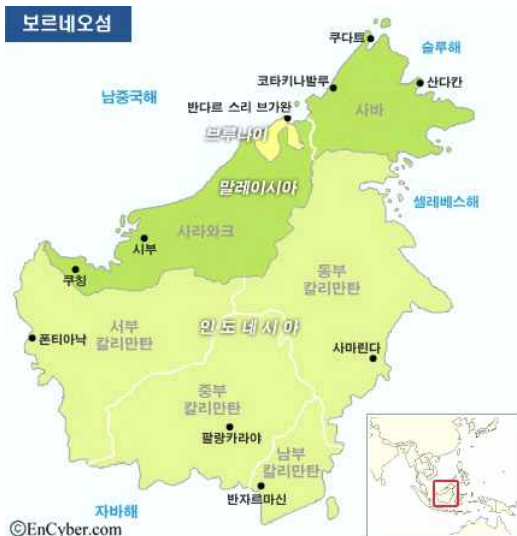 보르네오섬
쿠다트
술루해
남중국해
코타키나발루
산다칸
반다르 스리 브가완
사바
브루나이
말레이시아
셀레베스해
사라와크
시부
쿠칭
동부
칼리만탄
서부
칼리만탄
인도네시아
폰티아낙
사마린다
중부
칼리만탄
팔랑카라야
남부
칼리만탄
반자르마신
자바해
©EnCyber.com